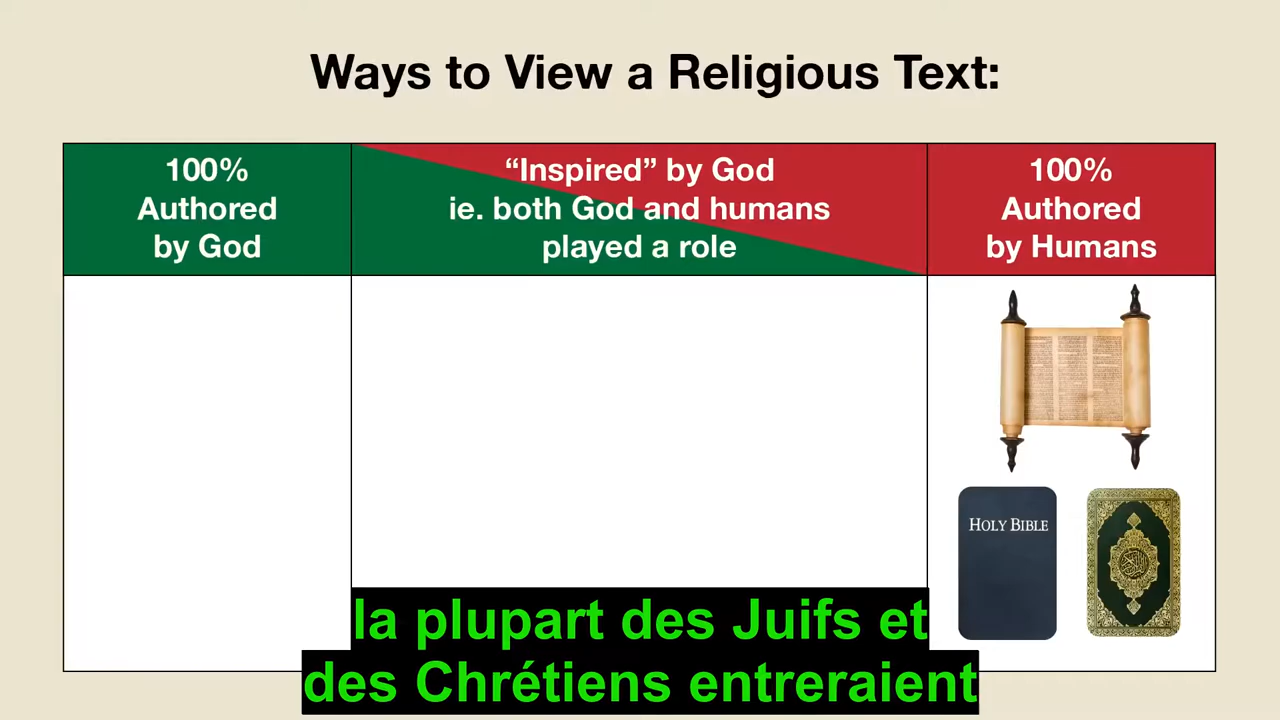 Ways to View a Religious Text:
100%
Authored
by God
“Inspired” by God
ie. both God and humans
played a role
100%
Authored
by Humans
HOLY BIBLE
la plupart des Juifs et
des Chrétiens entreraient